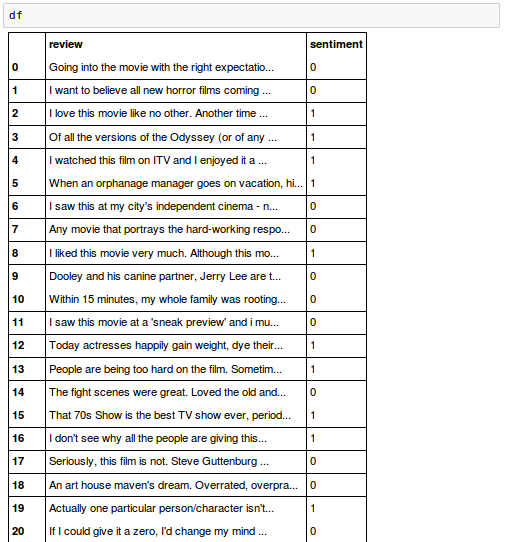 df
review sentiment
0 Going into the movie with the right expectatio... 0
1 I want to believe all new horror films coming ... 0
2 I love this movie like no other. Another time ... 1
3 Of all the versions of the Odyssey (or of any ... 1
4 I watched this film on ITV and I enjoyed it a ... 1
5 When an orphanage manager goes on vacation, hi... 1
6 I saw this at my city's independent cinema - n... 0
7 Any movie that portrays the hard-working respo... 0
8 I liked this movie very much. Although this mo... 1
9 Dooley and his canine partner, Jerry Lee are t... 0
10 Within 15 minutes, my whole family was rooting... 0
11 I saw this movie at a 'sneak preview' and i mu... 0
12 Today actresses happily gain weight, dye their... 1
13 People are being too hard on the film. Sometim... 1
14 The fight scenes were great. Loved the old and... 0
15 That 70s Show is the best TV show ever, period... 1
16 I don't see why all the people are giving this... 1
17 Seriously, this film is not. Steve Guttenburg ... 0
18 An art house maven's dream. Overrated, overpra... 0
19 Actually one particular person/character isn't... 1
20 If I could give it a zero, I'd change my mind ... 0